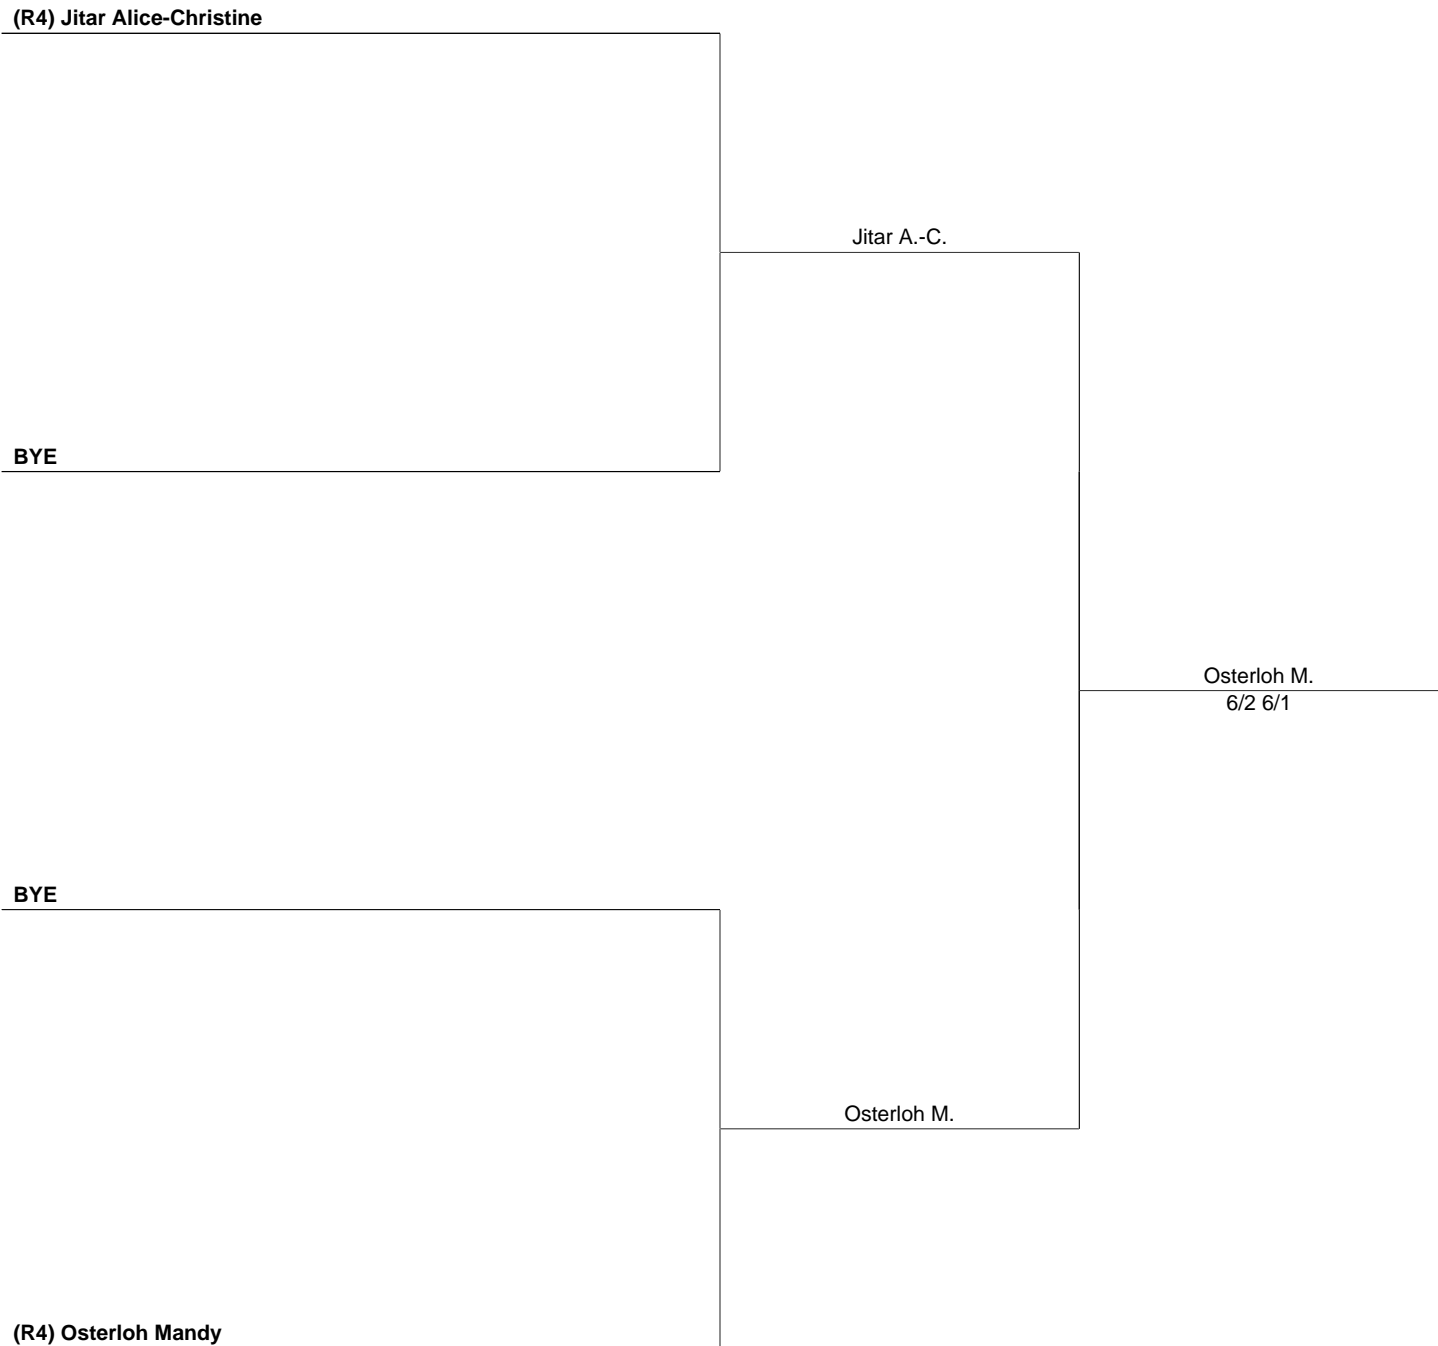 (R4) Jitar Alice-Christine
Jitar A.-C.
BYE
Osterloh M.
6/2 6/1
BYE
Osterloh M.
(R4) Osterloh Mandy